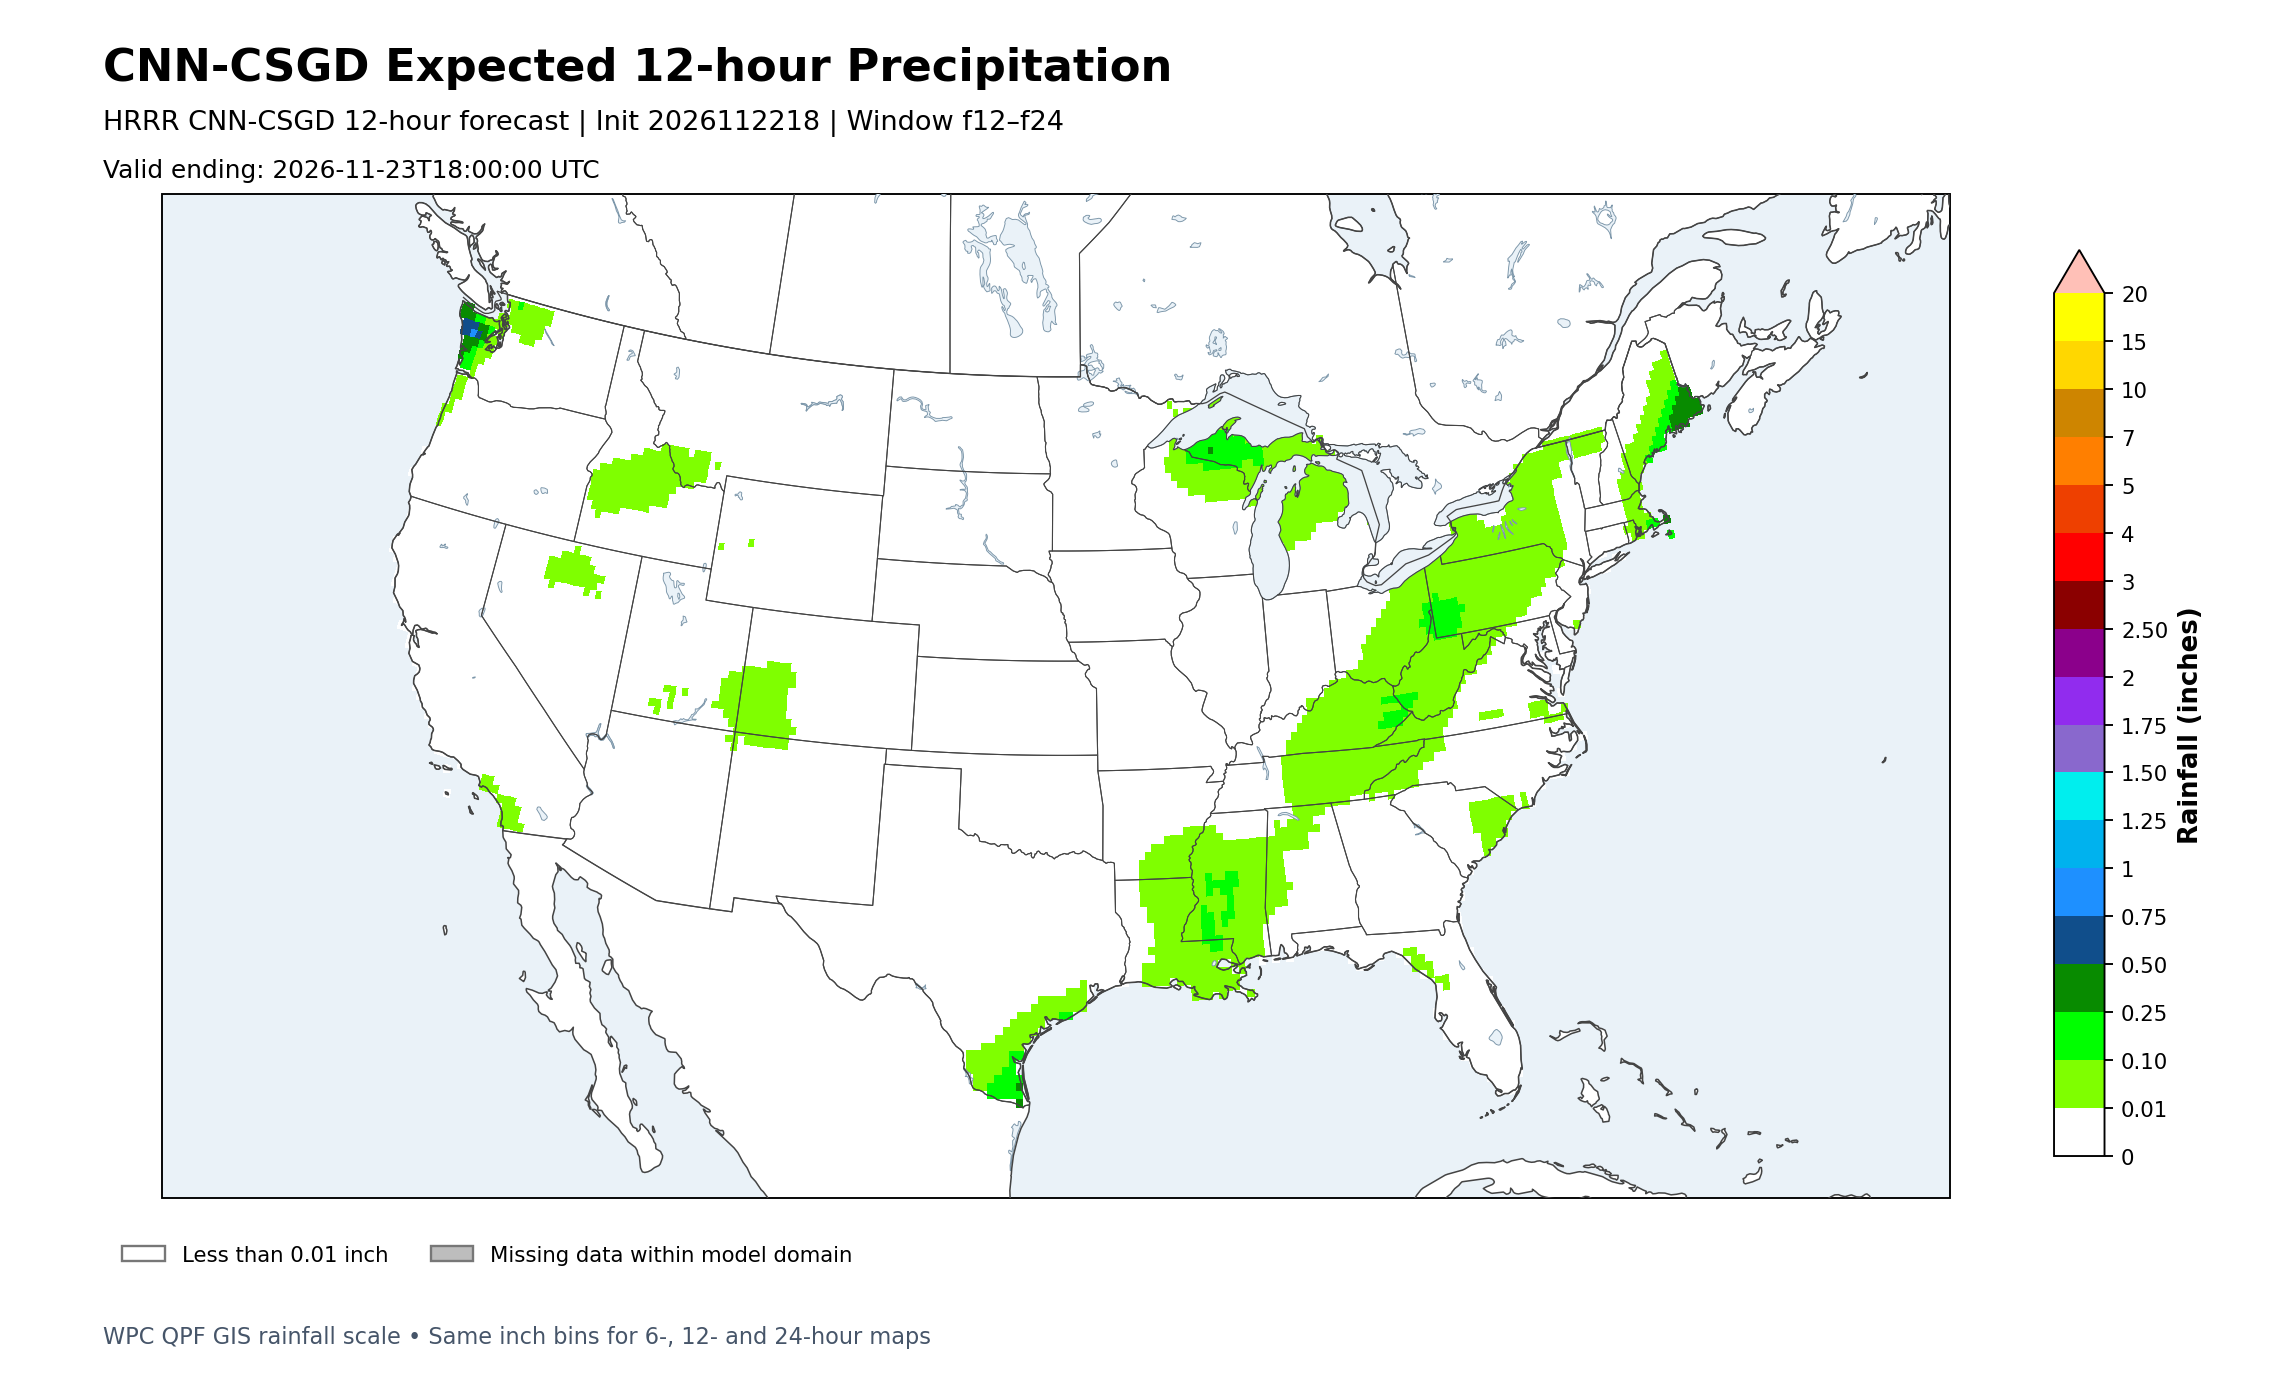 CNN-CSGD Expected 12-hour Precipitation
HRRR CNN-CSGD 12-hour forecast | Init 2026112218 | Window f12–f24
Valid ending: 2026-11-23T18:00:00 UTC
20
15
10
7
5
4
3
2.50
2
1.75
1.50
1.25
1
0.75
0.50
0.25
0.10
0.01
0
Rainfall (inches)
Less than 0.01 inch
Missing data within model domain
WPC QPF GIS rainfall scale • Same inch bins for 6-, 12- and 24-hour maps